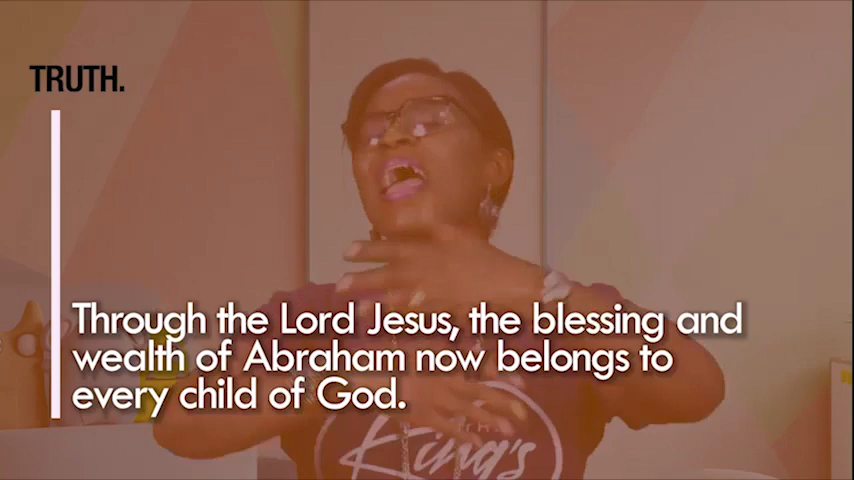 TRUTH.
Through the Lord Jesus, the blessing and
wealth of Abraham now belongs to
every child of God.
King's